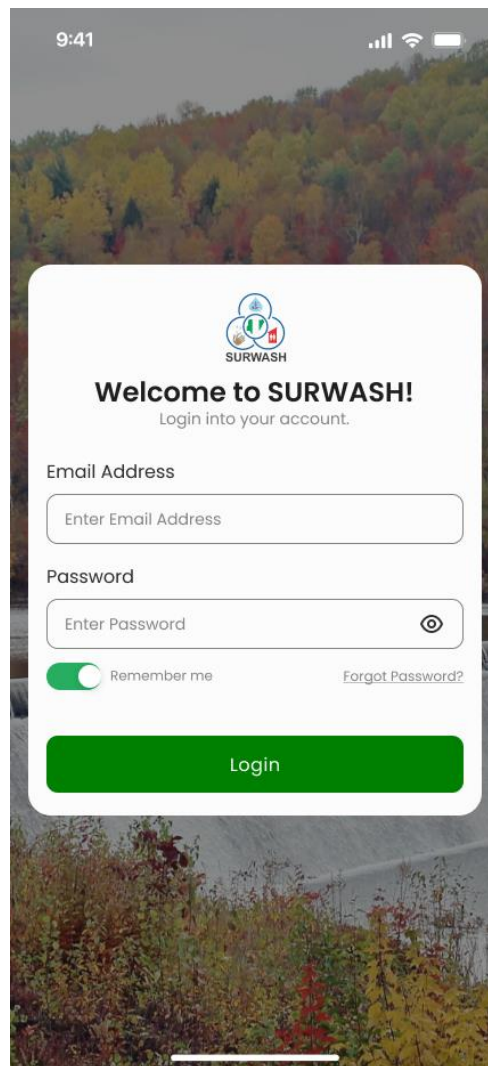 9:41
SURWASH
Welcome to SURWASH!
Login into your account.
Email Address
Enter Email Address
Password
Enter Password
Remember me
Forgot Password?
Login